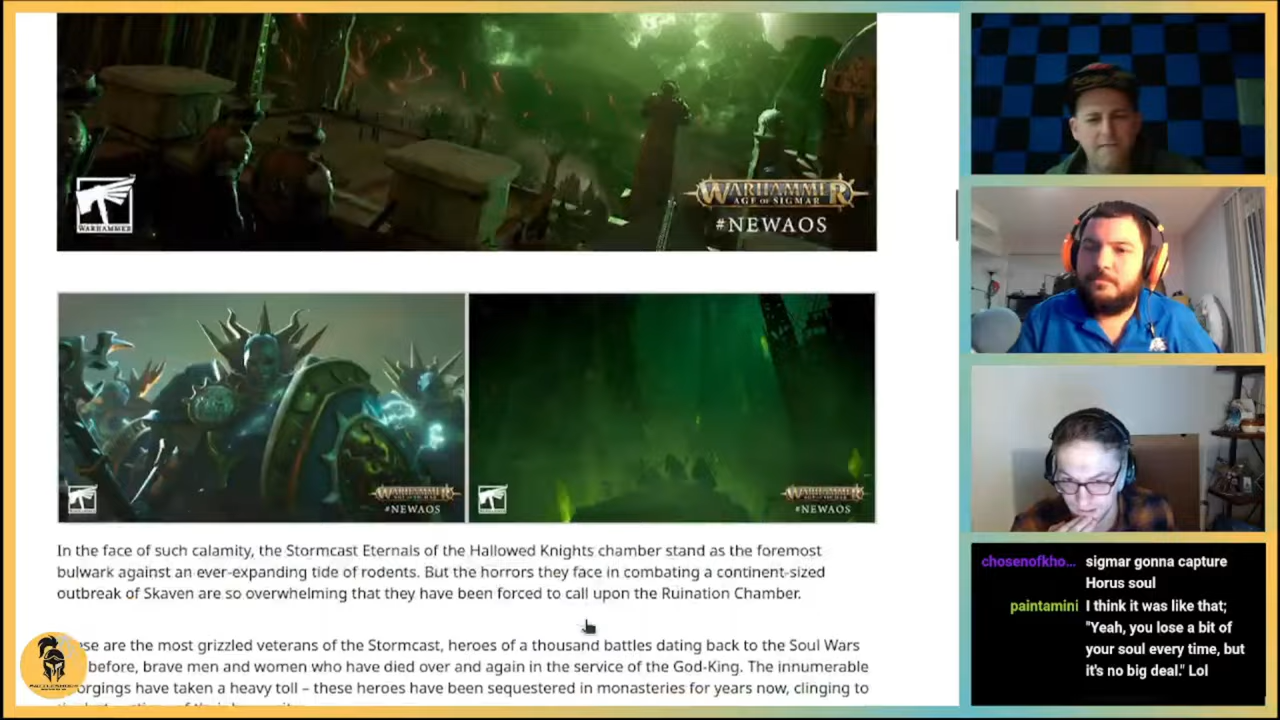 WARHAMMER
WARHAMMER
AGE OF SIGMAR
#NEWAOS
WARHAMMER
#NEWAOS
WARHAMMER
#NEWAOS
In the face of such calamity, the Stormcast Eternals of the Hallowed Knights chamber stand as the foremost
bulwark against an ever-expanding tide of rodents. But the horrors they face in combating a continent-sized
outbreak of Skaven are so overwhelming that they have been forced to call upon the Ruination Chamber.
are the most grizzled veterans of the Stormcast, heroes of a thousand battles dating back to the Soul Wars
before, brave men and women who have died over and again in the service of the God-King. The innumerable
have taken a heavy toll – these heroes have been sequestered in monasteries for years now, clinging to
chosenofkho... sigmar gonna capture
Horus soul
paintamini I think it was like that;
"Yeah, you lose a bit of
your soul every time, but
it's no big deal." Lol